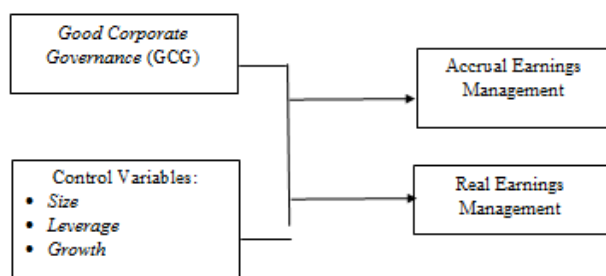 Good Corporate
Governance (GCG)
Accrual Earnings
Management
Control Variables:
• Size
• Leverage
• Growth
Real Earnings
Management